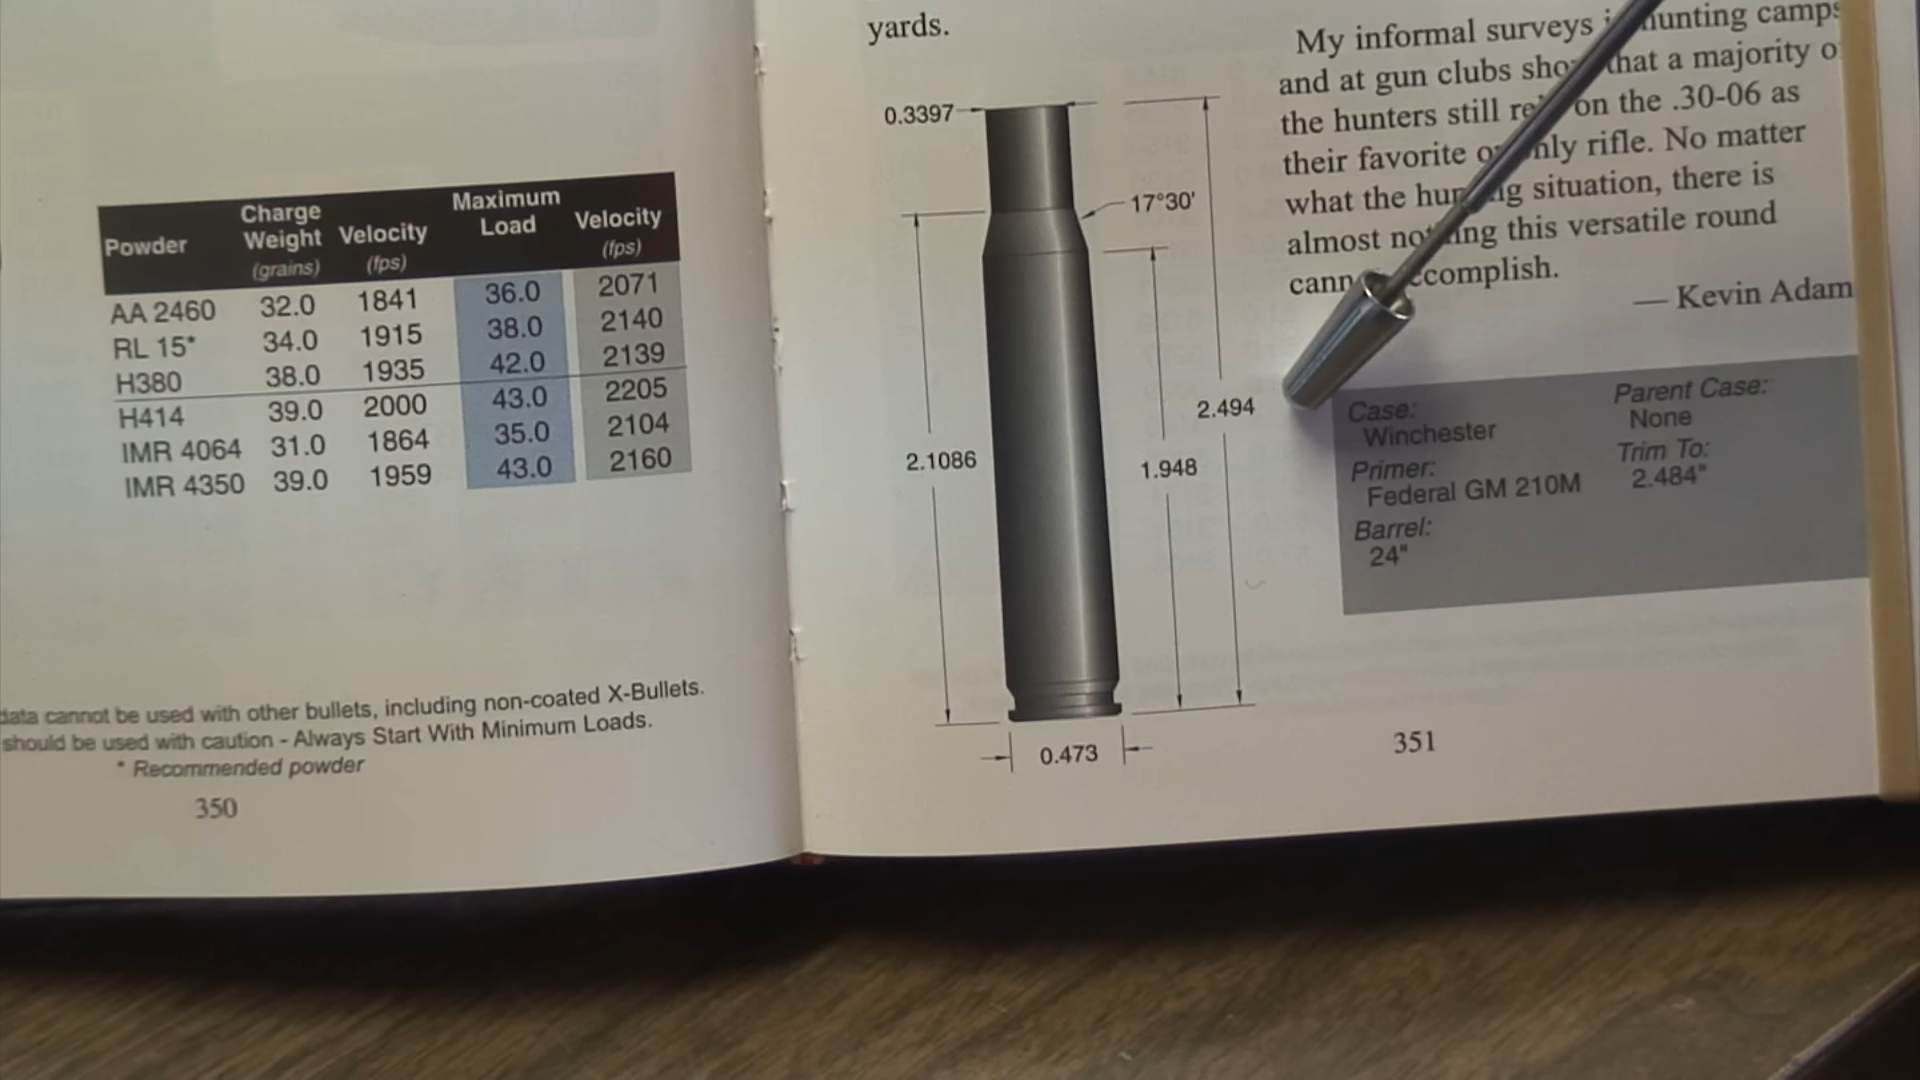 Powder Charge Weight (grains) Velocity (fps) Maximum Load Velocity (fps)
AA 2460 32.0 1841 36.0 2071
RL 15* 34.0 1915 38.0 2140
H380 38.0 1935 42.0 2139
H414 39.0 2000 43.0 2205
IMR 4064 31.0 1864 35.0 2104
IMR 4350 39.0 1959 43.0 2160
data cannot be used with other bullets, including non-coated X-Bullets.
should be used with caution - Always Start With Minimum Loads.
* Recommended powder
350
yards.
0.3397
17°30'
2.494
2.1086
1.948
0.473
My informal surveys hunting camps
and at gun clubs that a majority
the hunters still on the .30-06 as
their favorite rifle. No matter
what the situation, there is
almost this versatile round
— Kevin Adam
Case:
Winchester
Primer:
Federal GM 210M
Barrel:
24"
Parent Case:
None
Trim To:
2.484"
351